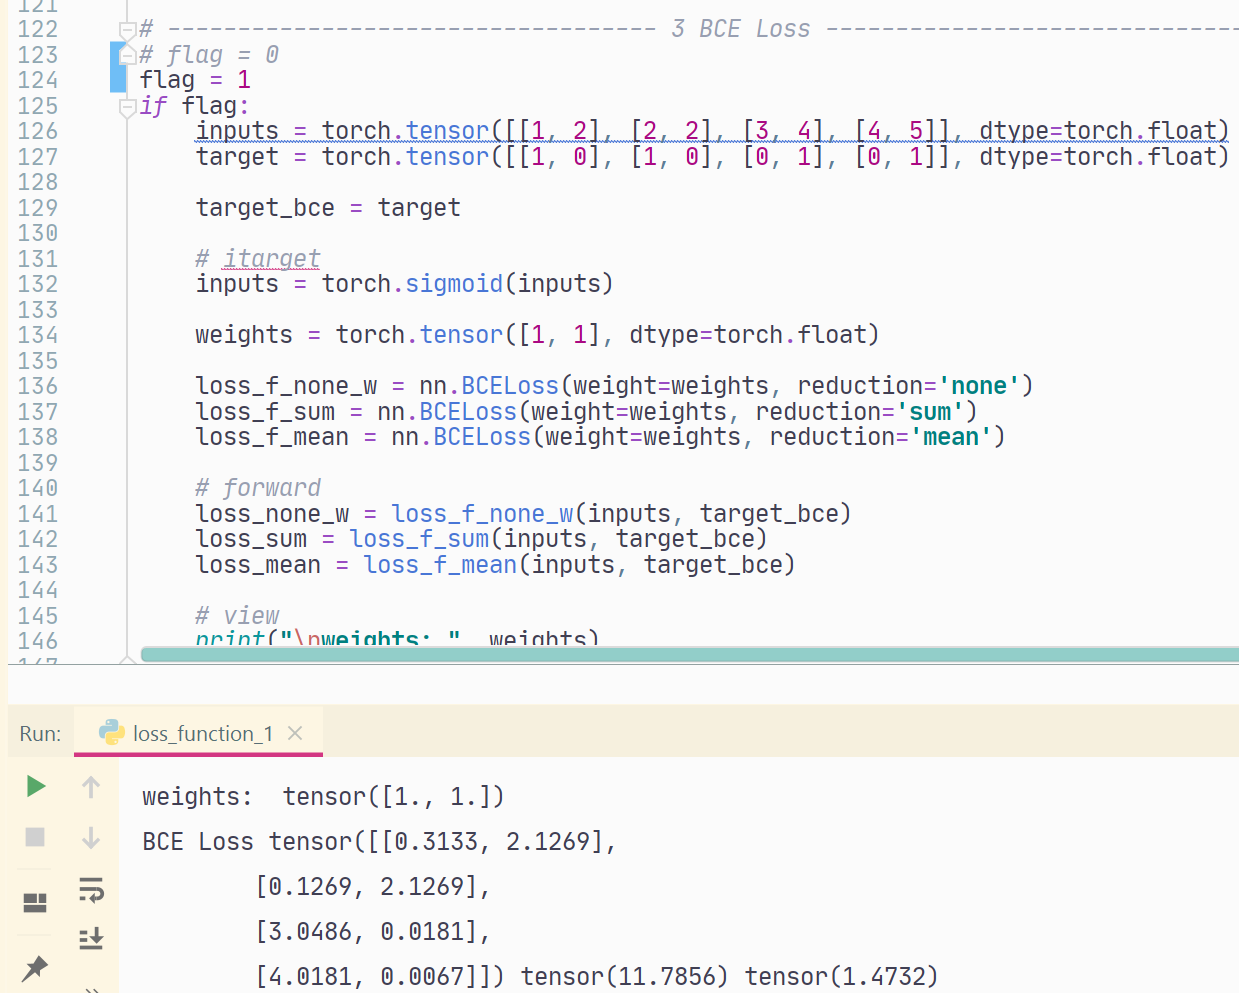 121
122 # ----------------------------------- 3 BCE Loss ------------------------------
123 # flag = 0
124 flag = 1
125 if flag:
126     inputs = torch.tensor([[1, 2], [2, 2], [3, 4], [4, 5]], dtype=torch.float)
127     target = torch.tensor([[1, 0], [1, 0], [0, 1], [0, 1]], dtype=torch.float)
128
129     target_bce = target
130
131     # itarget
132     inputs = torch.sigmoid(inputs)
133
134     weights = torch.tensor([1, 1], dtype=torch.float)
135
136     loss_f_none_w = nn.BCELoss(weight=weights, reduction='none')
137     loss_f_sum = nn.BCELoss(weight=weights, reduction='sum')
138     loss_f_mean = nn.BCELoss(weight=weights, reduction='mean')
139
140     # forward
141     loss_none_w = loss_f_none_w(inputs, target_bce)
142     loss_sum = loss_f_sum(inputs, target_bce)
143     loss_mean = loss_f_mean(inputs, target_bce)
144
145     # view
146     print("\nweights: ", weights)
147
Run: loss_function_1
weights:  tensor([1., 1.])
BCE Loss tensor([[0.3133, 2.1269],
        [0.1269, 2.1269],
        [3.0486, 0.0181],
        [4.0181, 0.0067]]) tensor(11.7856) tensor(1.4732)